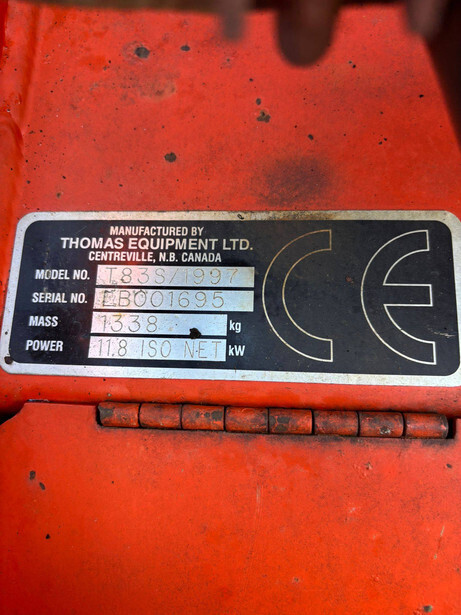 MANUFACTURED BY
THOMAS EQUIPMENT LTD.
CENTREVILLE, N.B. CANADA
MODEL NO. T83S/1997
SERIAL NO. LB001695
MASS 1338 kg
POWER 11.8 ISO NET kW
CE